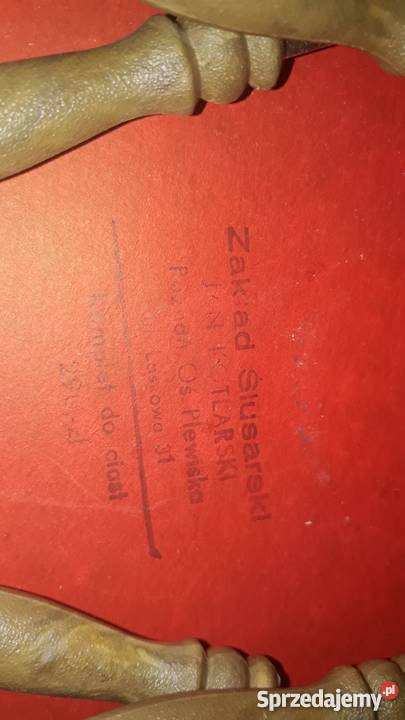 Zakład Ślusarski
JAN KOTLARSKI
Poznań Os. Plewiska
ul. Lasowa 31
Komplet do ciast
Sprzedajemy.pl